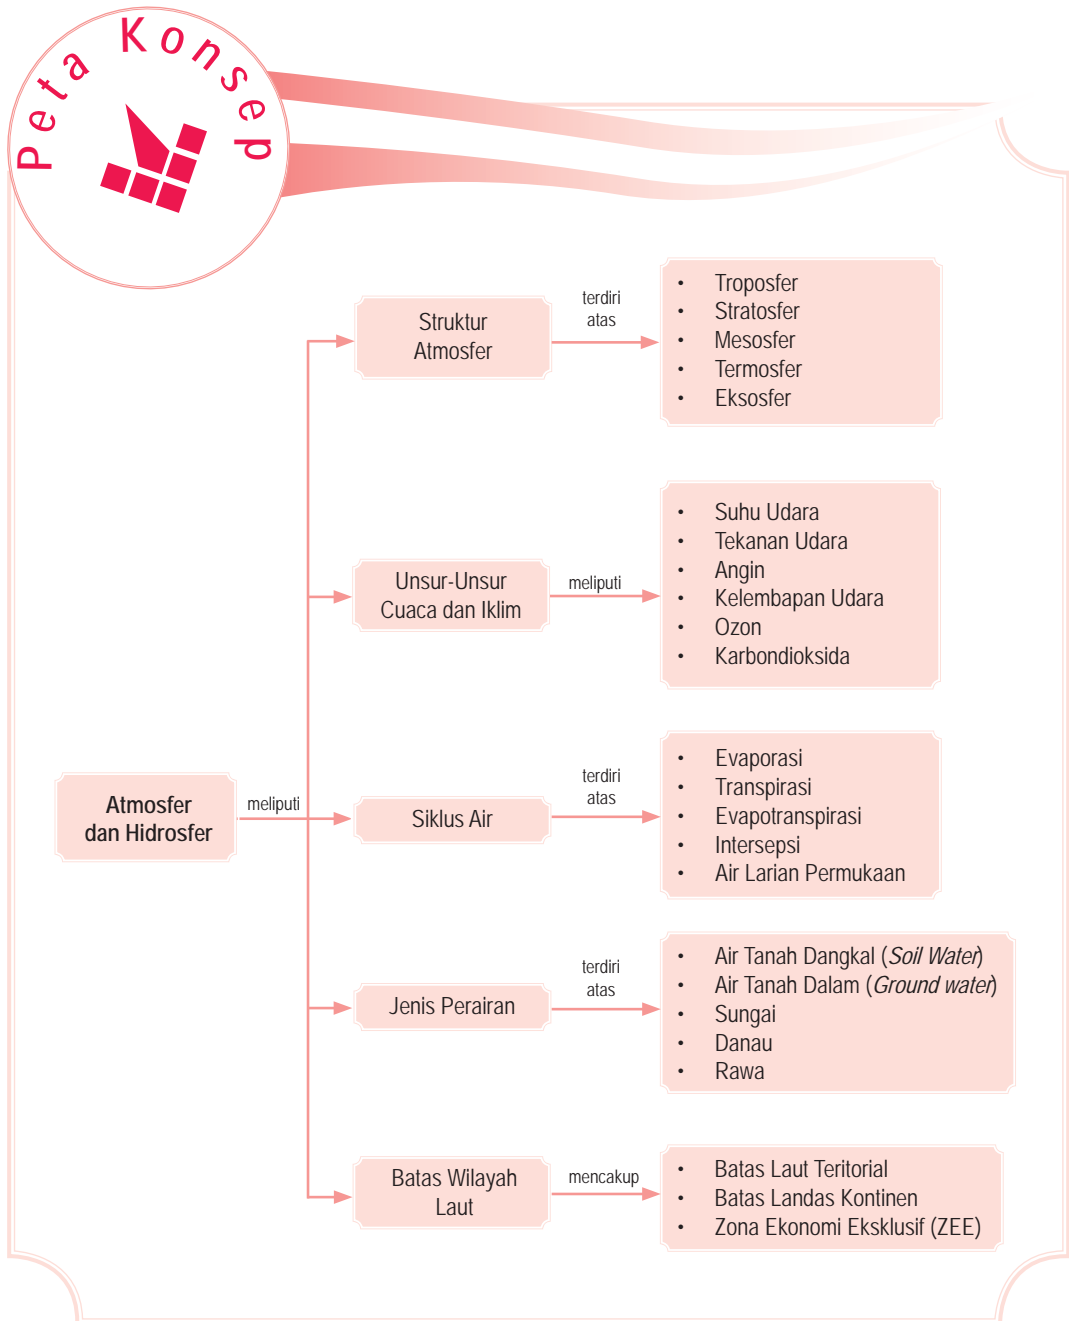 Peta Konsep
Struktur
Atmosfer
terdiri
atas
• Troposfer
• Stratosfer
• Mesosfer
• Termosfer
• Eksosfer
Unsur-Unsur
Cuaca dan Iklim
meliputi
• Suhu Udara
• Tekanan Udara
• Angin
• Kelembapan Udara
• Ozon
• Karbondioksida
Atmosfer
dan Hidrosfer
meliputi
Siklus Air
terdiri
atas
• Evaporasi
• Transpirasi
• Evapotranspirasi
• Intersepsi
• Air Larian Permukaan
Jenis Perairan
terdiri
atas
• Air Tanah Dangkal (Soil Water)
• Air Tanah Dalam (Ground water)
• Sungai
• Danau
• Rawa
Batas Wilayah
Laut
mencakup
• Batas Laut Teritorial
• Batas Landas Kontinen
• Zona Ekonomi Eksklusif (ZEE)